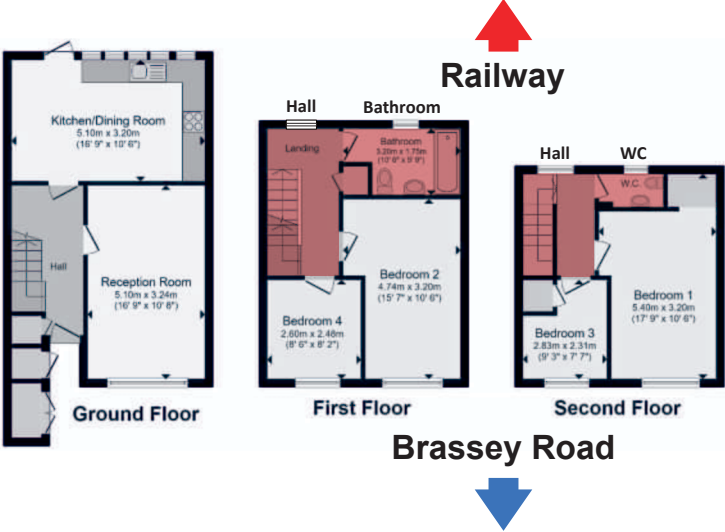 Railway
Kitchen/Dining Room
5.10m x 3.20m
(16' 9" x 10' 6")
Hall
Reception Room
5.10m x 3.24m
(16' 9" x 10' 8")
Ground Floor
Hall
Bathroom
Landing
Bathroom
3.20m x 1.75m
(10' 6" x 5' 9")
Bedroom 2
4.74m x 3.20m
(15' 7" x 10' 6")
Bedroom 4
2.60m x 2.48m
(8' 6" x 8' 2")
First Floor
Hall
WC
W.C.
Bedroom 1
5.40m x 3.20m
(17' 9" x 10' 6")
Bedroom 3
2.83m x 2.31m
(9' 3" x 7' 7")
Second Floor
Brassey Road